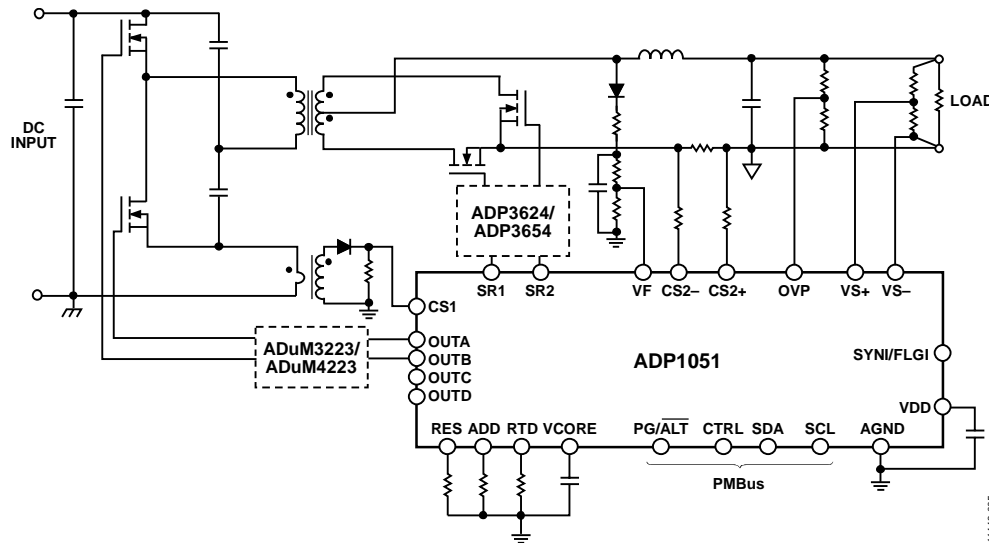 DC
INPUT
LOAD
ADP3624/
ADP3654
SR1 SR2 VF CS2– CS2+ OVP VS+ VS–
CS1
ADuM3223/
ADuM4223
OUTA
OUTB
OUTC
OUTD
ADP1051
SYNI/FLGI
VDD
RES ADD RTD VCORE PG/ALT CTRL SDA SCL AGND
PMBus